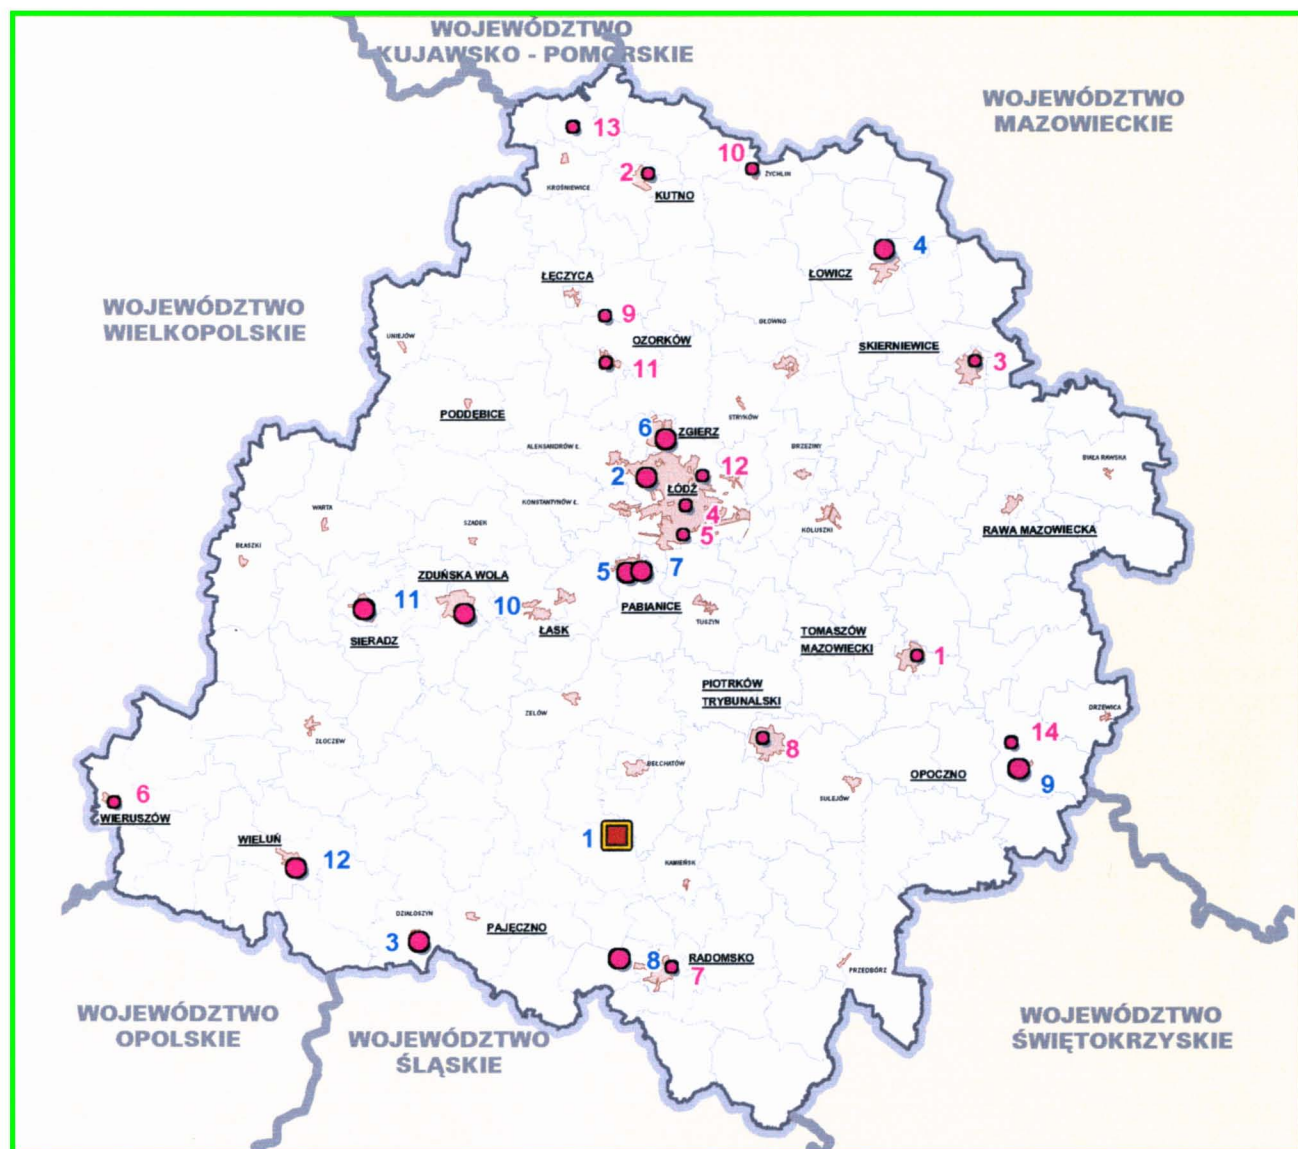 WOJEWÓDZTWO
KUJAWSKO - POMORSKIE
WOJEWÓDZTWO
MAZOWIECKIE
13
10
2
ŻYCHLIN
KROŚNIEWICE
KUTNO
4
ŁOWICZ
ŁĘCZYCA
WOJEWÓDZTWO
WIELKOPOLSKIE
9
GŁOWNO
UNIEJÓW
OZORKÓW
SKIERNIEWICE
3
11
PODDĘBICE
STRYKÓW
6
ZGIERZ
ALEKSANDRÓW Ł.
BRZEZINY
BIAŁA RAWSKA
2
12
ŁÓDŹ
KONSTANTYNÓW Ł.
WARTA
4
SZADEK
5
KOLUSZKI
RAWA MAZOWIECKA
BŁASZKI
ZDUŃSKA WOLA
5
7
11
10
PABIANICE
TUSZYN
SIERADZ
ŁASK
TOMASZÓW
MAZOWIECKI
1
PIOTRKÓW
TRYBUNALSKI
ZELÓW
DRZEWICA
ZŁOCZEW
14
8
BEŁCHATÓW
OPOCZNO
9
6
SULEJÓW
WIERUSZÓW
WIELUŃ
1
12
KAMIEŃSK
DZIAŁOSZYN
PAJĘCZNO
3
8
RADOMSKO
7
PRZEDBÓRZ
WOJEWÓDZTWO
OPOLSKIE
WOJEWÓDZTWO
ŚLĄSKIE
WOJEWÓDZTWO
ŚWIĘTOKRZYSKIE